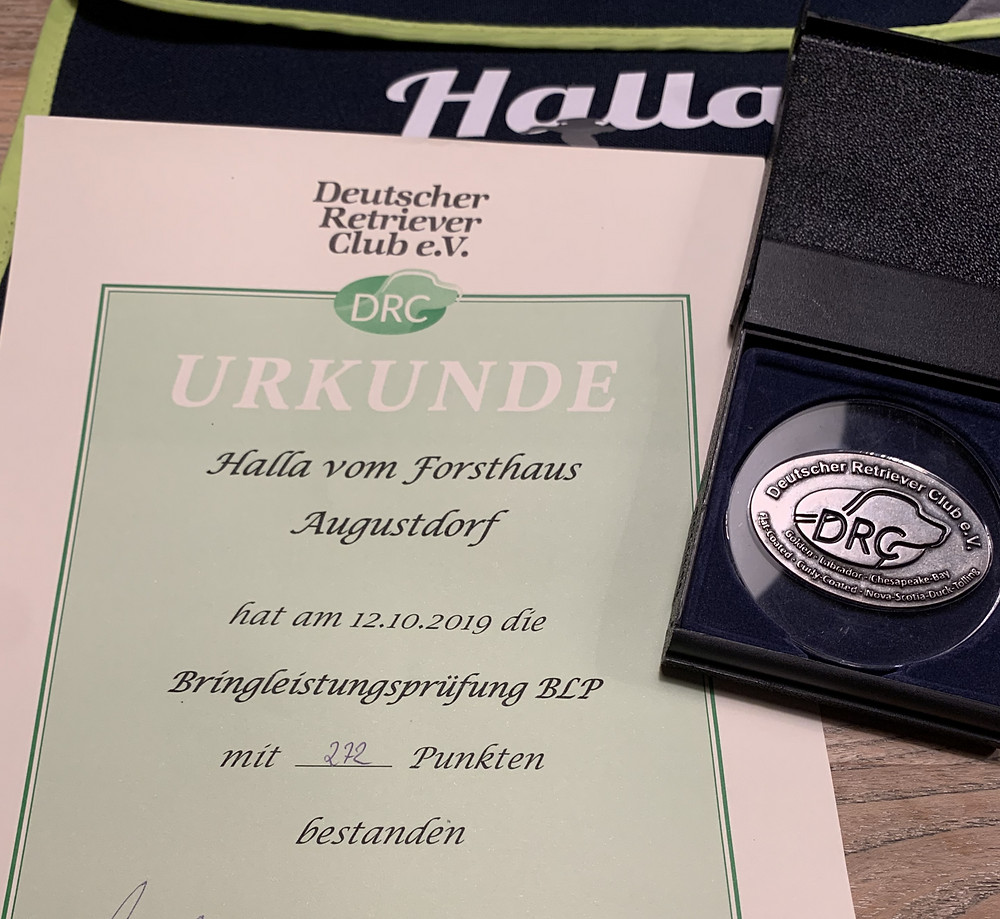 Halla
Deutscher
Retriever
Club e.V.
DRC
URKUNDE
Halla vom Forsthaus
Augustdorf
hat am 12.10.2019 die
Bringleistungsprüfung BLP
mit 272 Punkten
bestanden
Deutscher Retriever Club e.V.
DRC
Golden - Labrador - Chesapeake-Bay
Flat-Coated - Curly-Coated - Nova-Scotia-Duck-Tolling